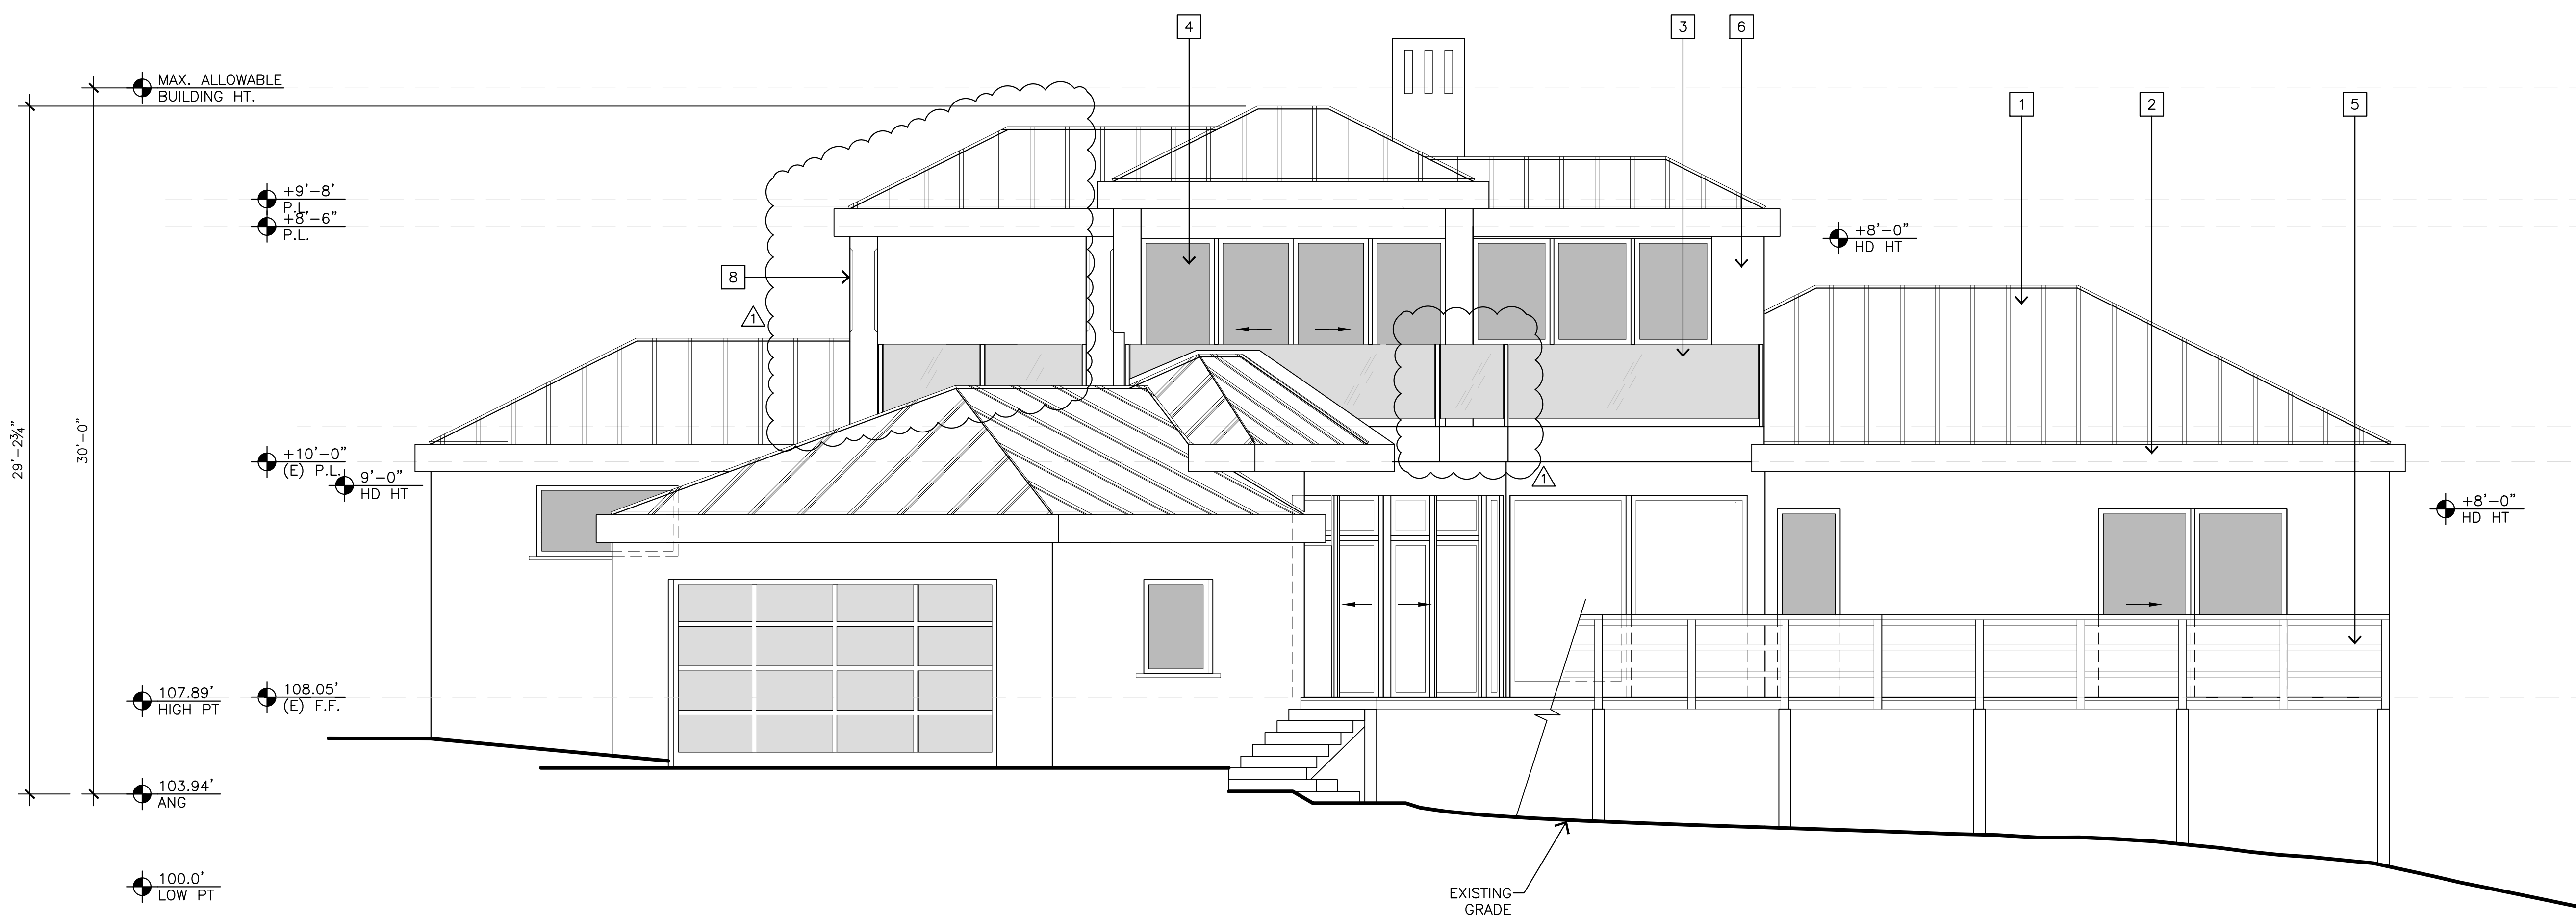 4
3
6
MAX. ALLOWABLE
BUILDING HT.
1
2
5
+9'-8'
P.L.
+8'-6"
P.L.
+8'-0"
HD HT
8
1
29'-2¾"
30'-0"
+10'-0"
(E) P.L.
9'-0"
HD HT
1
+8'-0"
HD HT
107.89'
HIGH PT
108.05'
(E) F.F.
103.94'
ANG
100.0'
LOW PT
EXISTING
GRADE